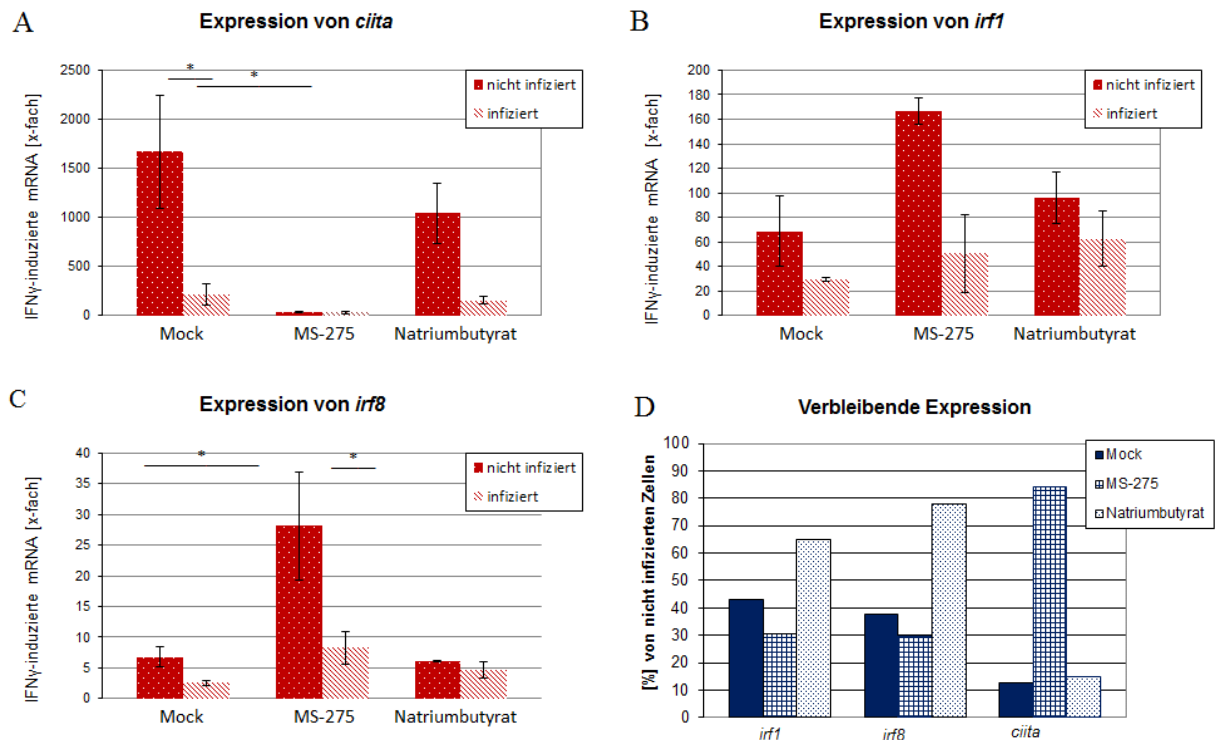 A
Expression von ciita
IFNγ-induzierte mRNA [x-fach]
2500
2000
1500
1000
500
0
*
*
nicht infiziert
infiziert
Mock
MS-275
Natriumbutyrat
B
Expression von irf1
IFNγ-induzierte mRNA [x-fach]
200
180
160
140
120
100
80
60
40
20
0
nicht infiziert
infiziert
Mock
MS-275
Natriumbutyrat
C
Expression von irf8
IFNγ-induzierte mRNA [x-fach]
40
35
30
25
20
15
10
5
0
*
*
nicht infiziert
infiziert
Mock
MS-275
Natriumbutyrat
D
Verbleibende Expression
[%] von nicht infizierten Zellen
100
90
80
70
60
50
40
30
20
10
0
Mock
MS-275
Natriumbutyrat
irf1
irf8
ciita